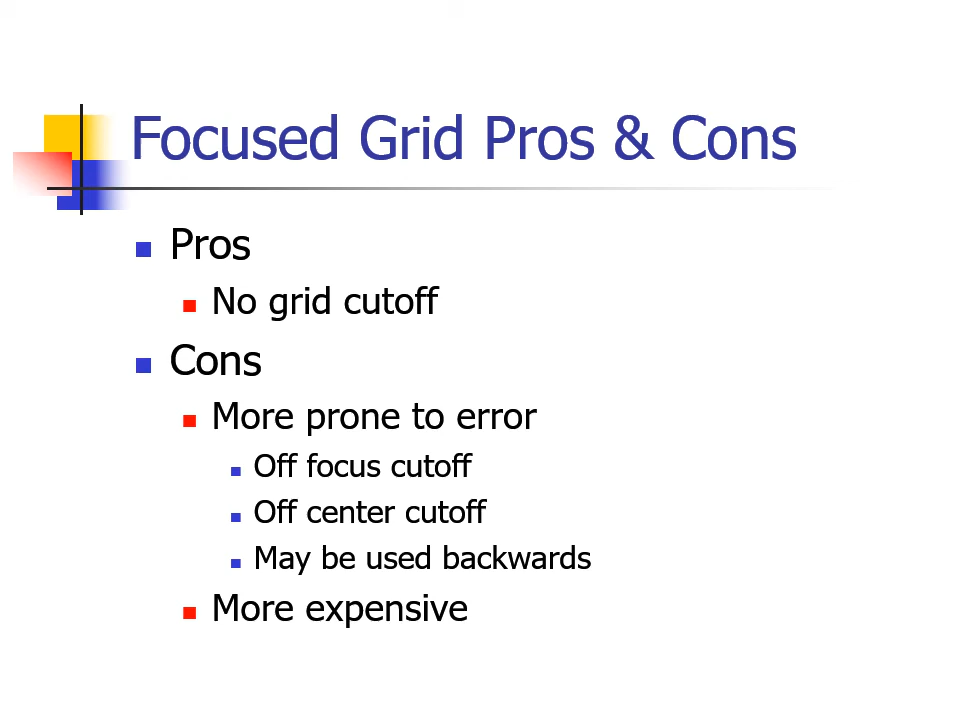 Focused Grid Pros & Cons
Pros
No grid cutoff
Cons
More prone to error
Off focus cutoff
Off center cutoff
May be used backwards
More expensive